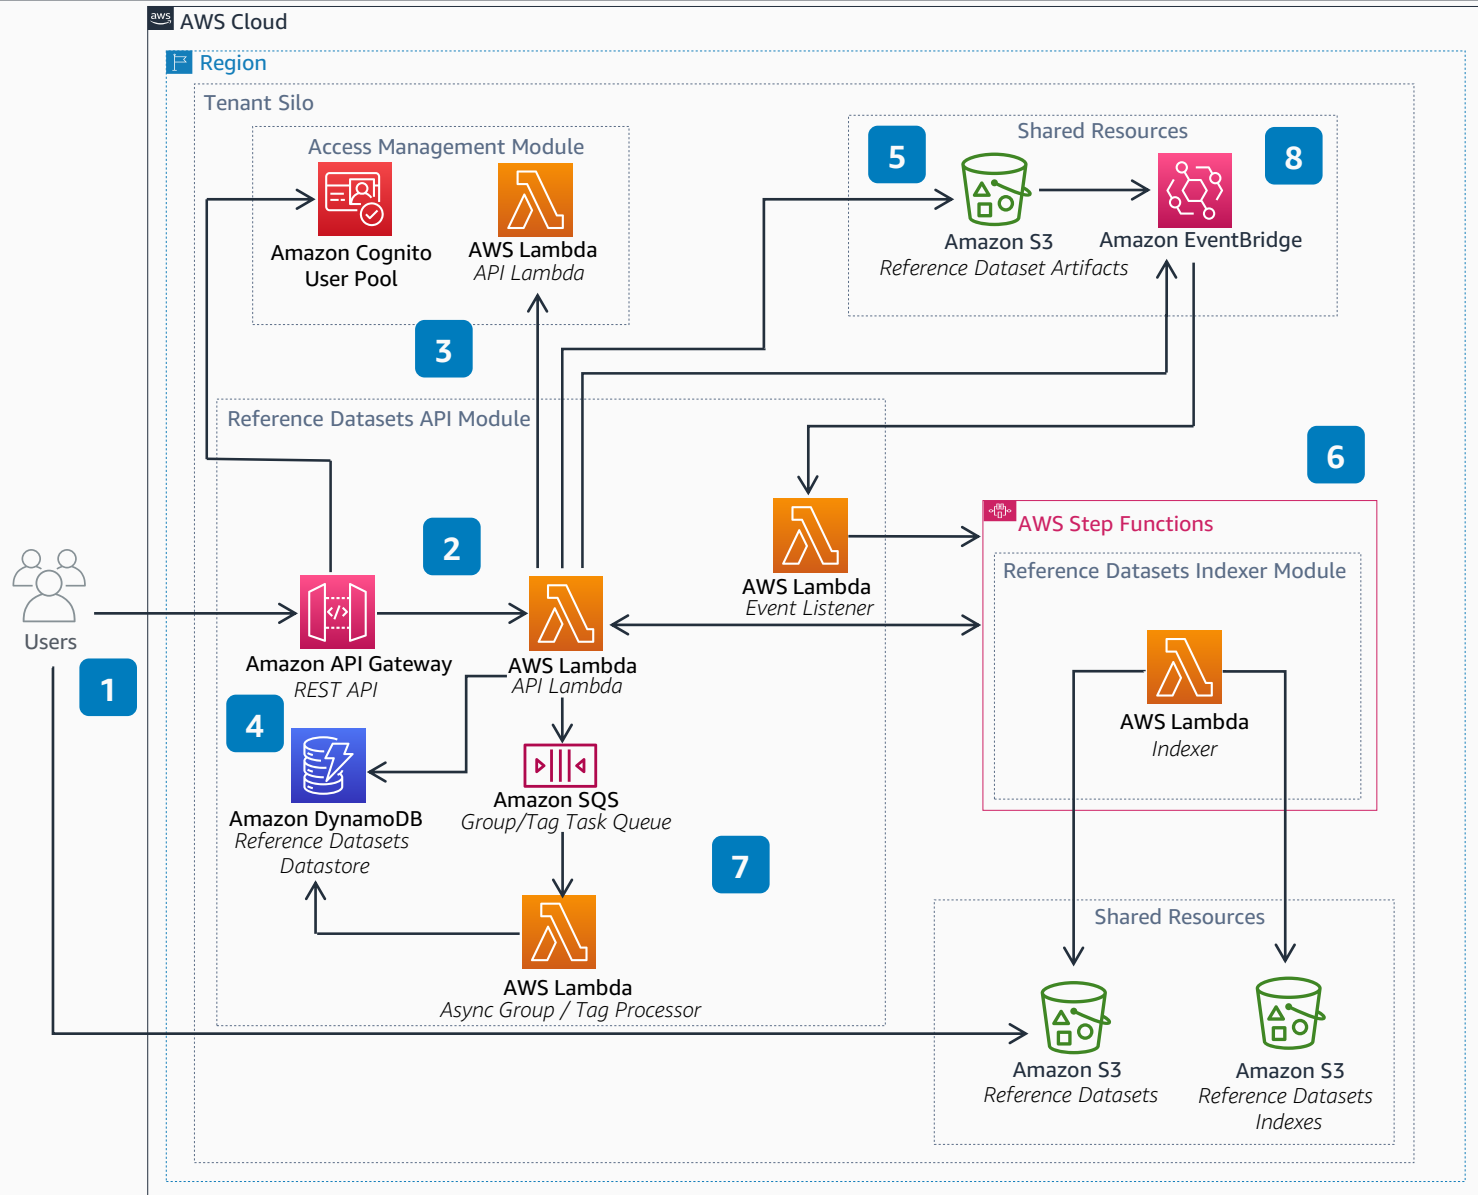 aws
AWS Cloud
Region
Tenant Silo
Access Management Module
Amazon Cognito
User Pool
AWS Lambda
API Lambda
3
Shared Resources
5
8
Amazon S3
Reference Dataset Artifacts
Amazon EventBridge
Reference Datasets API Module
2
6
Users
1
Amazon API Gateway
REST API
AWS Lambda
API Lambda
AWS Lambda
Event Listener
AWS Step Functions
Reference Datasets Indexer Module
AWS Lambda
Indexer
4
Amazon DynamoDB
Reference Datasets
Datastore
Amazon SQS
Group/Tag Task Queue
7
AWS Lambda
Async Group / Tag Processor
Shared Resources
Amazon S3
Reference Datasets
Amazon S3
Reference Datasets
Indexes